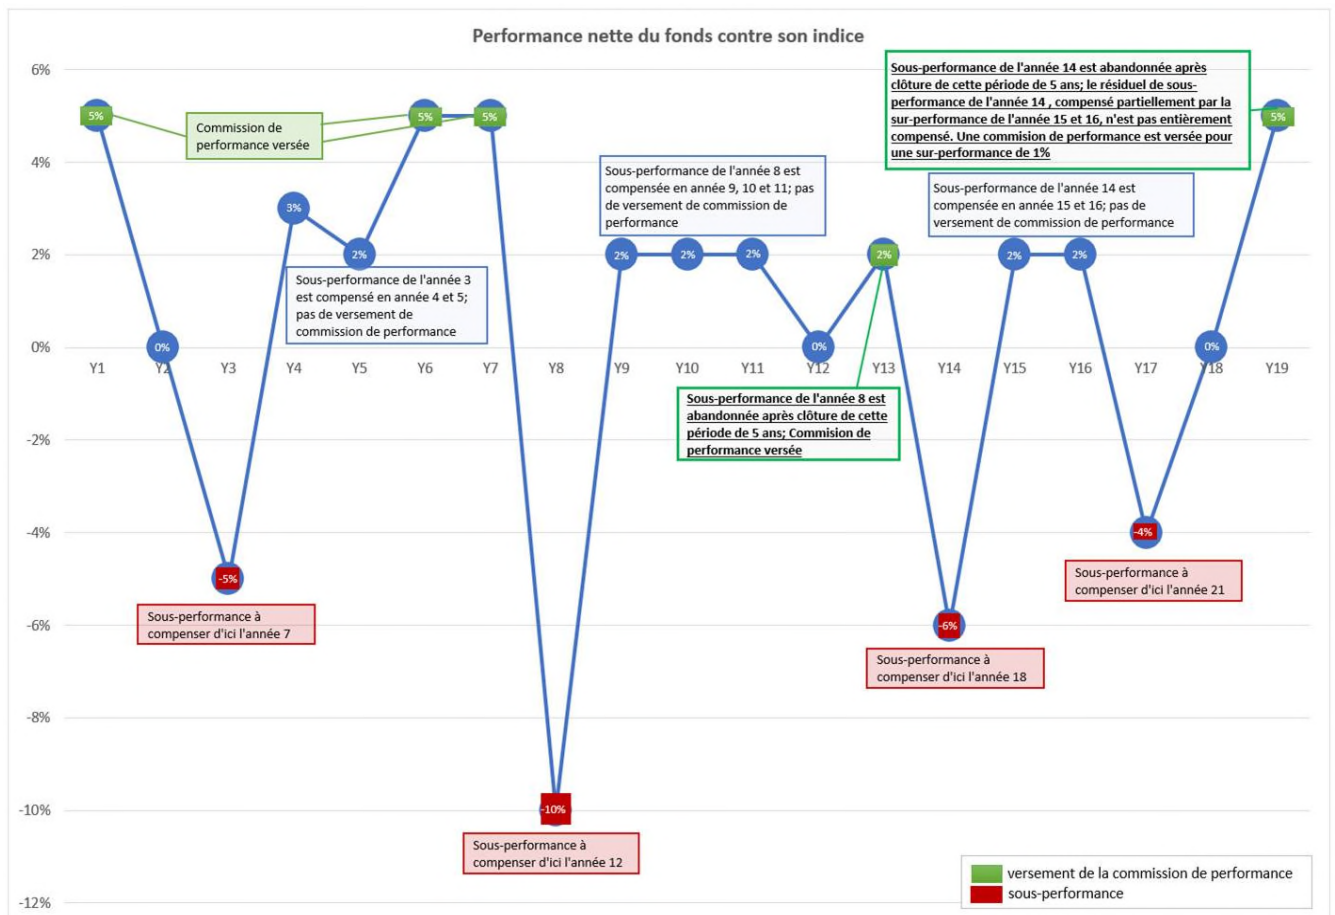 Performance nette du fonds contre son indice
6%
4%
2%
0%
-2%
-4%
-6%
-8%
-10%
-12%
Y1
Y2
Y3
Y4
Y5
Y6
Y7
Y8
Y9
Y10
Y11
Y12
Y13
Y14
Y15
Y16
Y17
Y18
Y19
5%
0%
-5%
3%
2%
5%
5%
-10%
2%
2%
2%
0%
2%
-6%
2%
2%
-4%
0%
5%
Commission de
performance versée
Sous-performance de l'année 3
est compensé en année 4 et 5;
pas de versement de
commission de performance
Sous-performance à
compenser d'ici l'année 7
Sous-performance à
compenser d'ici l'année 12
Sous-performance de l'année 8 est
compensée en année 9, 10 et 11; pas
de versement de commission de
performance
Sous-performance de l'année 8 est
abandonnée après clôture de cette
période de 5 ans; Commision de
performance versée
Sous-performance de l'année 14 est abandonnée après
clôture de cette période de 5 ans; le résiduel de sous-
performance de l'année 14 , compensé partiellement par la
sur-performance de l'année 15 et 16, n'est pas entièrement
compensé. Une commision de performance est versée pour
une sur-performance de 1%
Sous-performance de l'année 14 est
compensée en année 15 et 16; pas de
versement de commission de performance
Sous-performance à
compenser d'ici l'année 18
Sous-performance à
compenser d'ici l'année 21
versement de la commission de performance
sous-performance